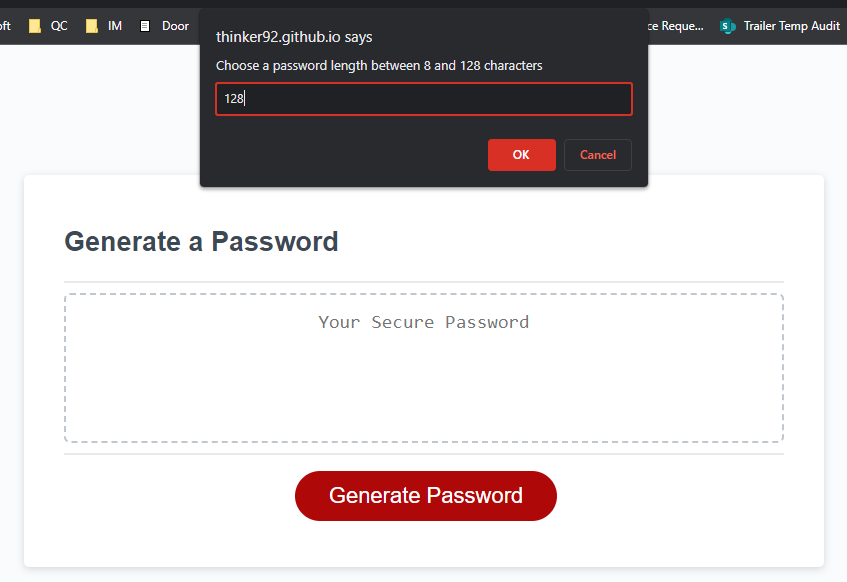 oft QC IM Door ce Reque... Trailer Temp Audit
thinker92.github.io says
Choose a password length between 8 and 128 characters
128
OK Cancel
Generate a Password
Your Secure Password
Generate Password